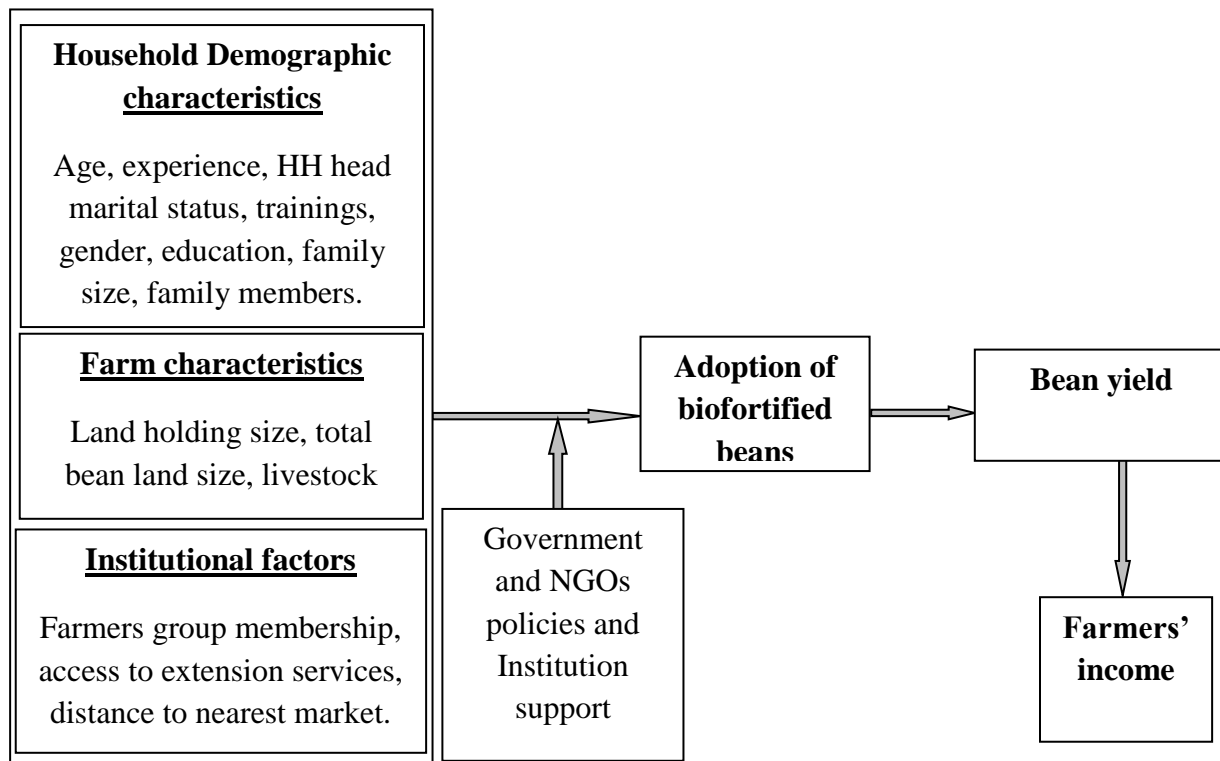 Household Demographic
characteristics
Age, experience, HH head
marital status, trainings,
gender, education, family
size, family members.
Farm characteristics
Land holding size, total
bean land size, livestock
Institutional factors
Farmers group membership,
access to extension services,
distance to nearest market.
Government
and NGOs
policies and
Institution
support
Adoption of
biofortified
beans
Bean yield
Farmers’
income